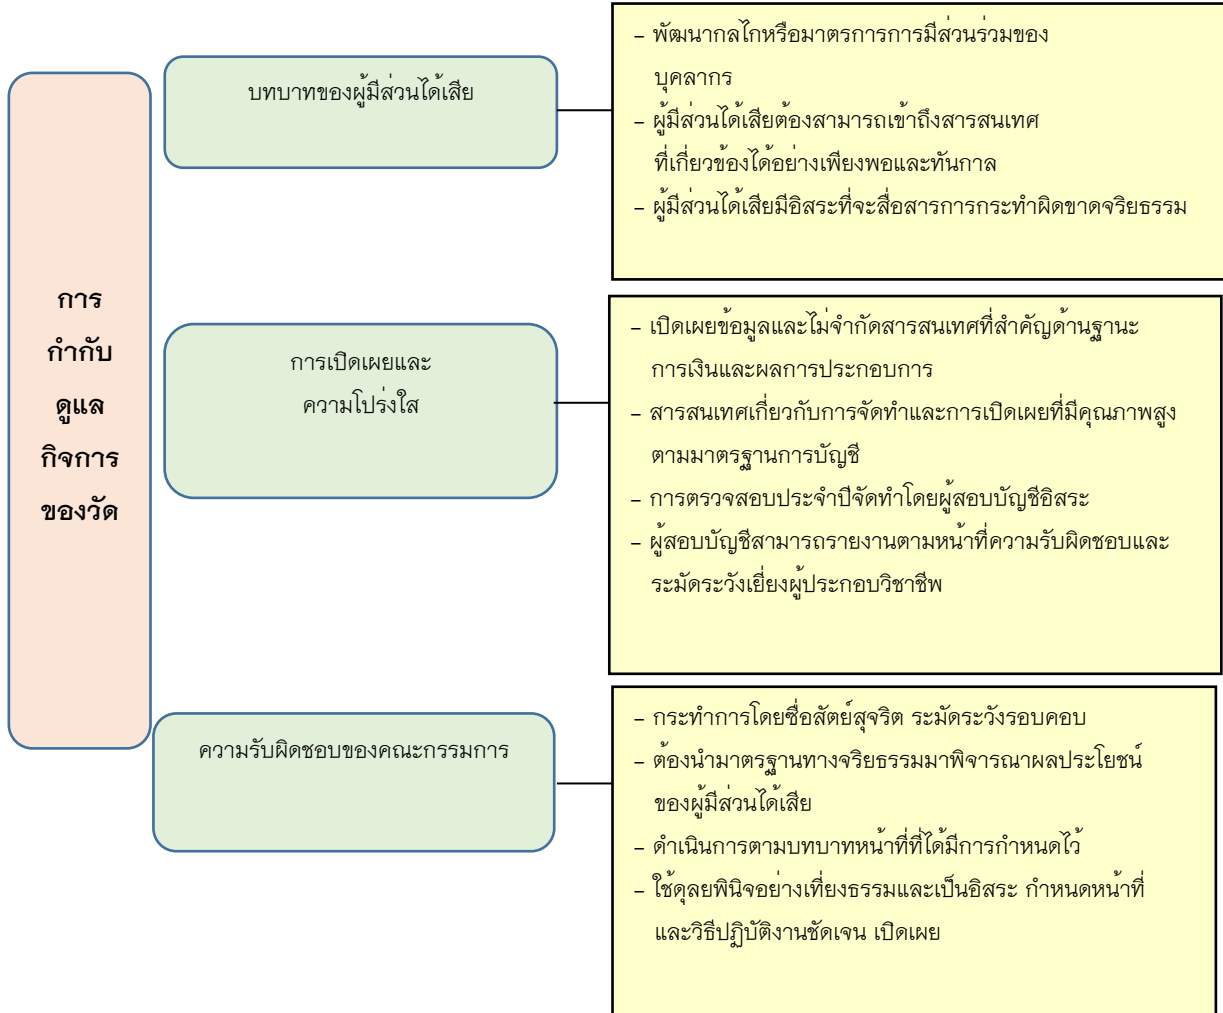 การ
กำกับ
ดูแล
กิจการ
ของวัด
บทบาทของผู้มีส่วนได้เสีย
– พัฒนากลไกหรือมาตรการการมีส่วนร่วมของ
บุคลากร
– ผู้มีส่วนได้เสียต้องสามารถเข้าถึงสารสนเทศ
ที่เกี่ยวข้องได้อย่างเพียงพอและทันกาล
– ผู้มีส่วนได้เสียมีอิสระที่จะสื่อสารการกระทำผิดขาดจริยธรรม
การเปิดเผยและ
ความโปร่งใส
– เปิดเผยข้อมูลและไม่จำกัดสารสนเทศที่สำคัญด้านฐานะ
การเงินและผลการประกอบการ
– สารสนเทศเกี่ยวกับการจัดทำและการเปิดเผยที่มีคุณภาพสูง
ตามมาตรฐานการบัญชี
– การตรวจสอบประจำปีจัดทำโดยผู้สอบบัญชีอิสระ
– ผู้สอบบัญชีสามารถรายงานตามหน้าที่ความรับผิดชอบและ
ระมัดระวังเยี่ยงผู้ประกอบวิชาชีพ
ความรับผิดชอบของคณะกรรมการ
– กระทำการโดยซื่อสัตย์สุจริต ระมัดระวังรอบคอบ
– ต้องนำมาตรฐานทางจริยธรรมมาพิจารณาผลประโยชน์
ของผู้มีส่วนได้เสีย
– ดำเนินการตามบทบาทหน้าที่ที่ได้มีการกำหนดไว้
– ใช้ดุลยพินิจอย่างเที่ยงธรรมและเป็นอิสระ กำหนดหน้าที่
และวิธีปฏิบัติงานชัดเจน เปิดเผย